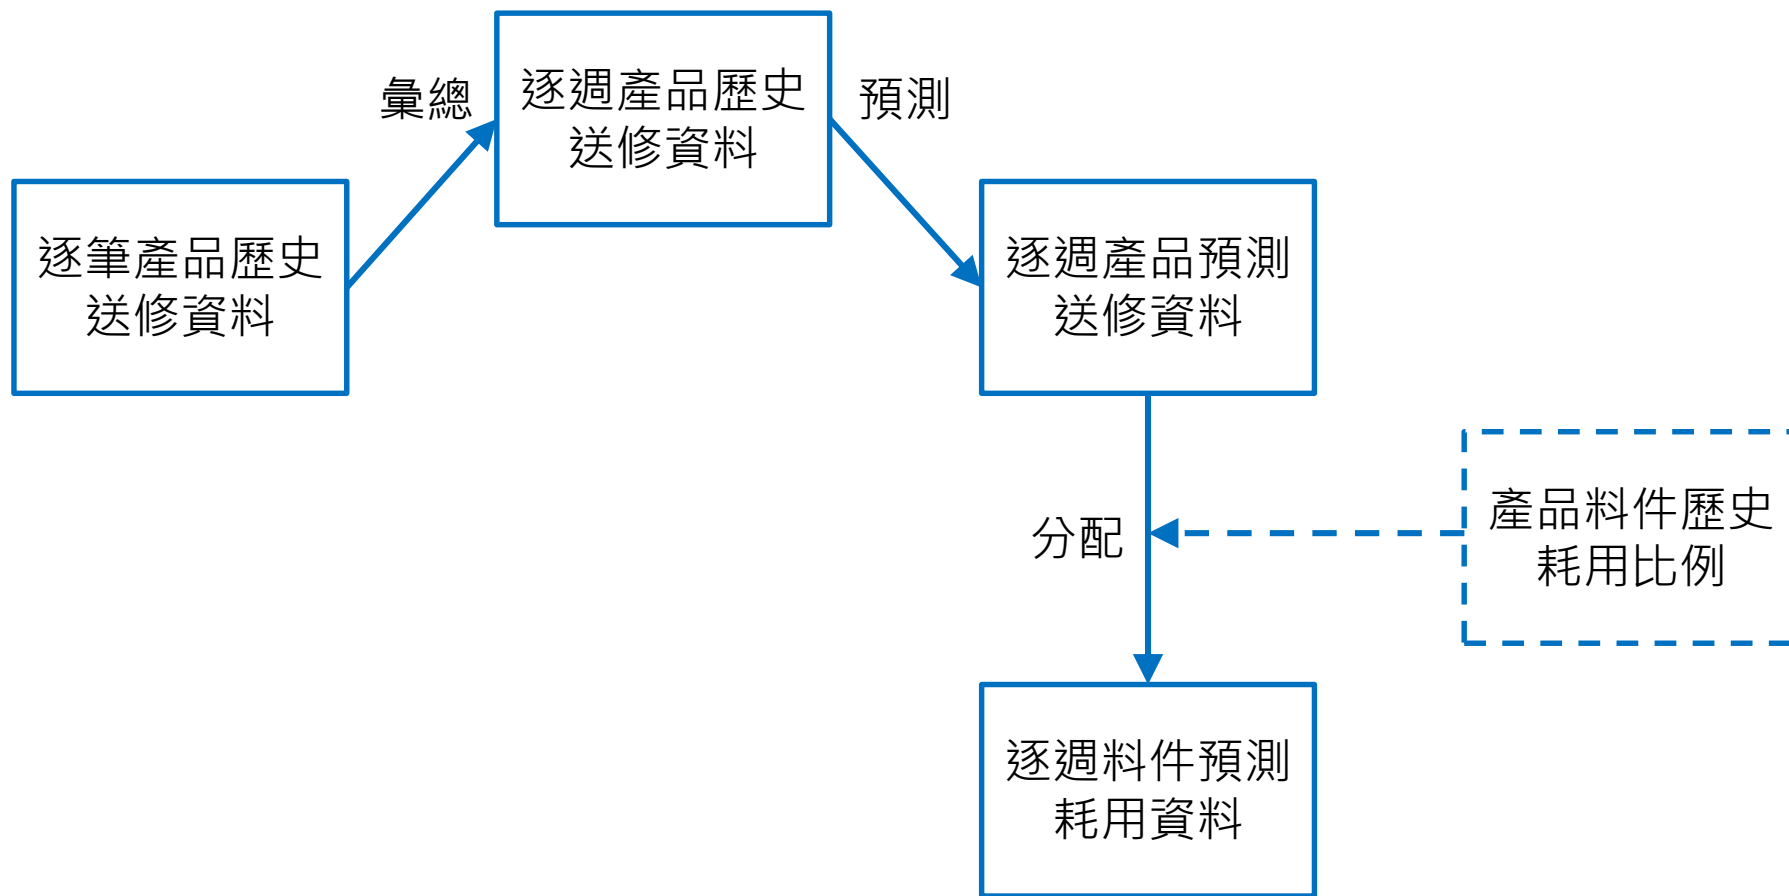 彙總
逐週產品歷史
送修資料
預測
逐筆產品歷史
送修資料
逐週產品預測
送修資料
分配
產品料件歷史
耗用比例
逐週料件預測
耗用資料